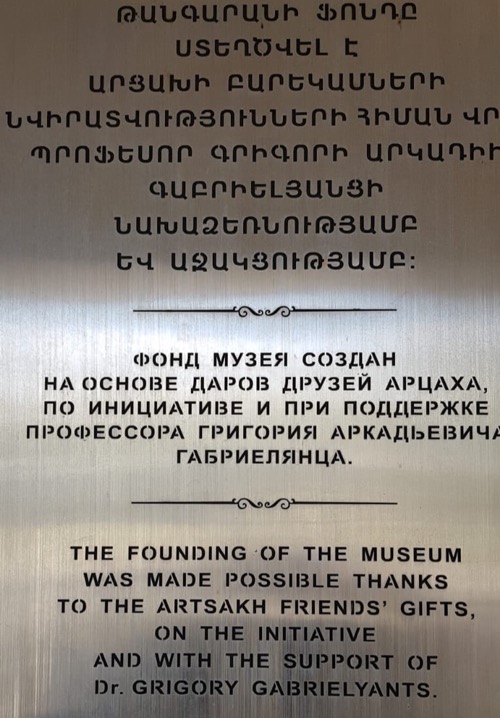 ԹԱՆԳԱՐԱՆԻ ՖՈՆԴԸ
ՍՏԵՂԾՎԵԼ Է
ԱՐՑԱԽԻ ԲԱՐԵԿԱՄՆԵՐԻ
ՆՎԻՐԱՏՎՈՒԹՅՈՒՆՆԵՐԻ ՀԻՄԱՆ ՎՐ
ՊՐՈՖԵՍՈՐ ԳՐԻԳՈՐԻ ԱՐԿԱԴԻԻ
ԳԱԲՐԻԵԼՅԱՆՑԻ
ՆԱԽԱՁԵՌՆՈՒԹՅԱՄԲ
ԵՎ ԱՋԱԿՑՈՒԹՅԱՄԲ:
ФОНД МУЗЕЯ СОЗДАН
НА ОСНОВЕ ДАРОВ ДРУЗЕЙ АРЦАХА,
ПО ИНИЦИАТИВЕ И ПРИ ПОДДЕРЖКЕ
ПРОФЕССОРА ГРИГОРИЯ АРКАДЬЕВИЧА
ГАБРИЕЛЯНЦА.
THE FOUNDING OF THE MUSEUM
WAS MADE POSSIBLE THANKS
TO THE ARTSAKH FRIENDS' GIFTS,
ON THE INITIATIVE
AND WITH THE SUPPORT OF
Dr. GRIGORY GABRIELYANTS.